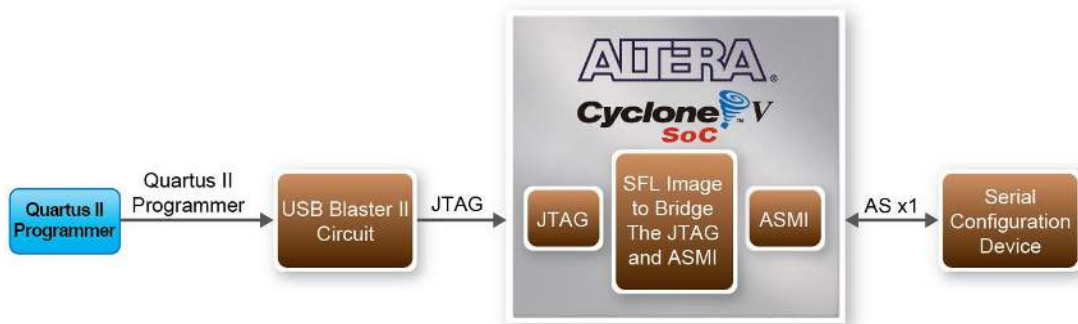 ALTERA®
Cyclone™ V
SoC
Quartus II
Programmer
Quartus II
Programmer
USB Blaster II
Circuit
JTAG
JTAG
SFL Image
to Bridge
The JTAG
and ASMI
ASMI
AS x1
Serial
Configuration
Device